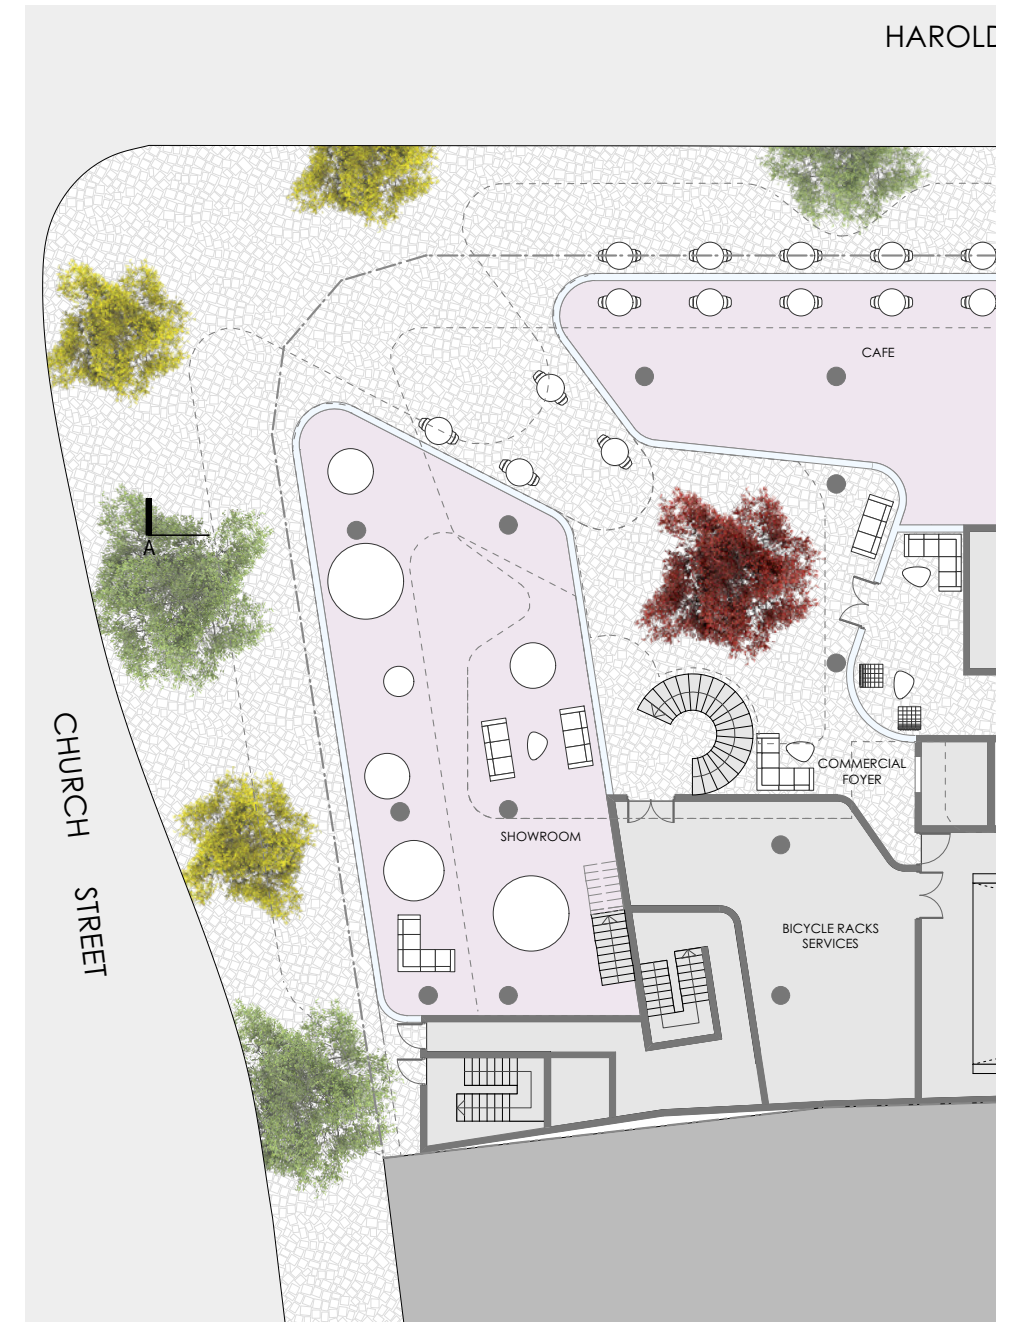 HAROLD
CAFE
A
CHURCH STREET
COMMERCIAL
FOYER
SHOWROOM
BICYCLE RACKS
SERVICES